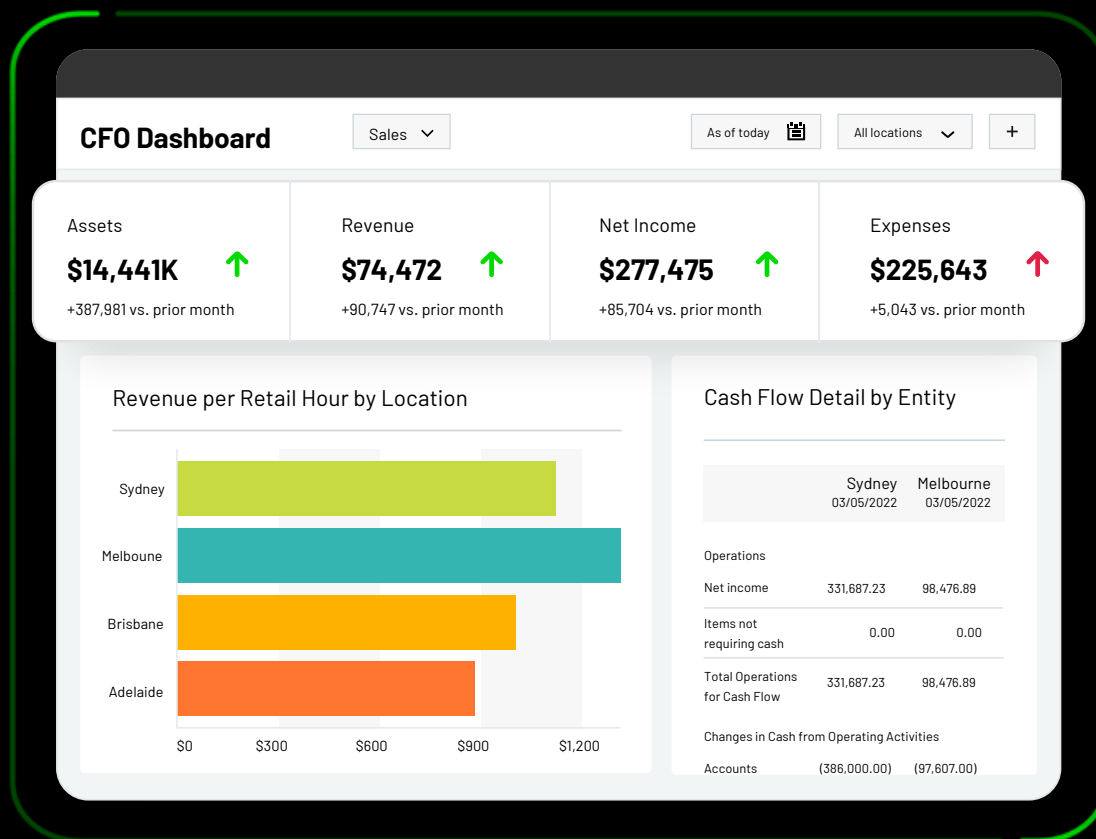 CFO Dashboard
Sales
As of today
All locations
+
Assets
$14,441K
+387,981 vs. prior month
Revenue
$74,472
+90,747 vs. prior month
Net Income
$277,475
+85,704 vs. prior month
Expenses
$225,643
+5,043 vs. prior month
Revenue per Retail Hour by Location
Sydney
Melboune
Brisbane
Adelaide
$0 $300 $600 $900 $1,200
Cash Flow Detail by Entity
Sydney Melbourne
03/05/2022 03/05/2022
Operations
Net income 331,687.23 98,476.89
Items not
requiring cash 0.00 0.00
Total Operations
for Cash Flow 331,687.23 98,476.89
Changes in Cash from Operating Activities
Accounts (386,000.00) (97,607.00)